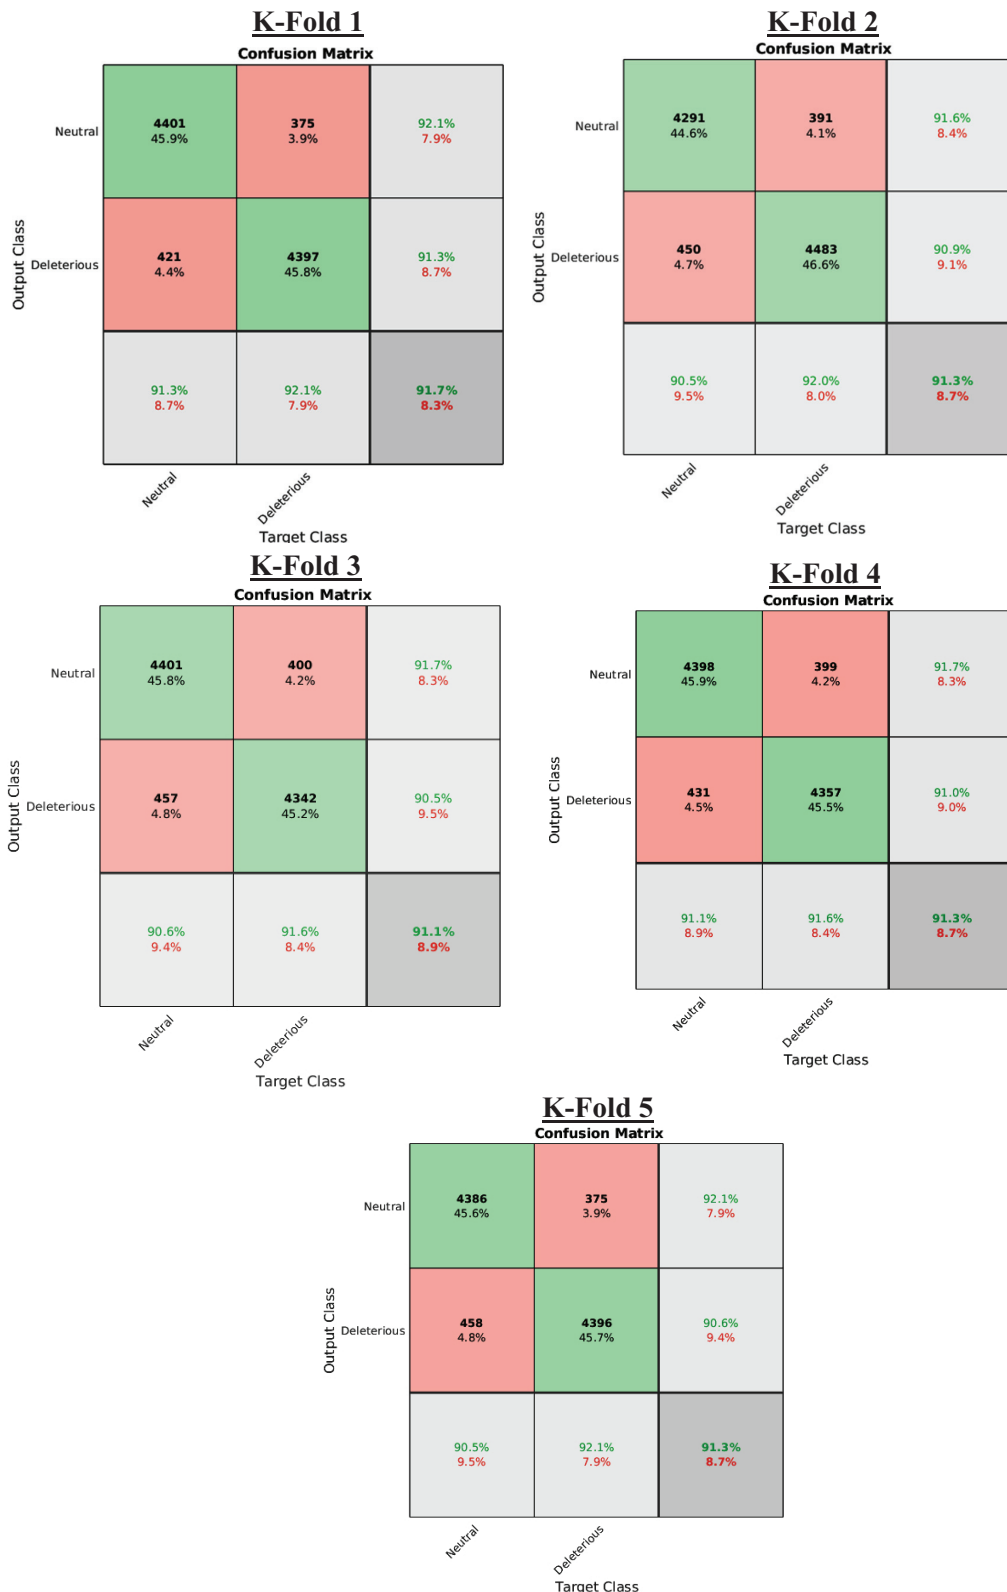 K-Fold 1
Confusion Matrix
Neutral
4401
45.9%
375
3.9%
92.1%
7.9%
Deleterious
421
4.4%
4397
45.8%
91.3%
8.7%
91.3%
8.7%
92.1%
7.9%
91.7%
8.3%
Output Class
Neutral
Deleterious
Target Class
K-Fold 2
Confusion Matrix
Neutral
4291
44.6%
391
4.1%
91.6%
8.4%
Deleterious
450
4.7%
4483
46.6%
90.9%
9.1%
90.5%
9.5%
92.0%
8.0%
91.3%
8.7%
Output Class
Neutral
Deleterious
Target Class
K-Fold 3
Confusion Matrix
Neutral
4401
45.8%
400
4.2%
91.7%
8.3%
Deleterious
457
4.8%
4342
45.2%
90.5%
9.5%
90.6%
9.4%
91.6%
8.4%
91.1%
8.9%
Output Class
Neutral
Deleterious
Target Class
K-Fold 4
Confusion Matrix
Neutral
4398
45.9%
399
4.2%
91.7%
8.3%
Deleterious
431
4.5%
4357
45.5%
91.0%
9.0%
91.1%
8.9%
91.6%
8.4%
91.3%
8.7%
Output Class
Neutral
Deleterious
Target Class
K-Fold 5
Confusion Matrix
Neutral
4386
45.6%
375
3.9%
92.1%
7.9%
Deleterious
458
4.8%
4396
45.7%
90.6%
9.4%
90.5%
9.5%
92.1%
7.9%
91.3%
8.7%
Output Class
Neutral
Deleterious
Target Class